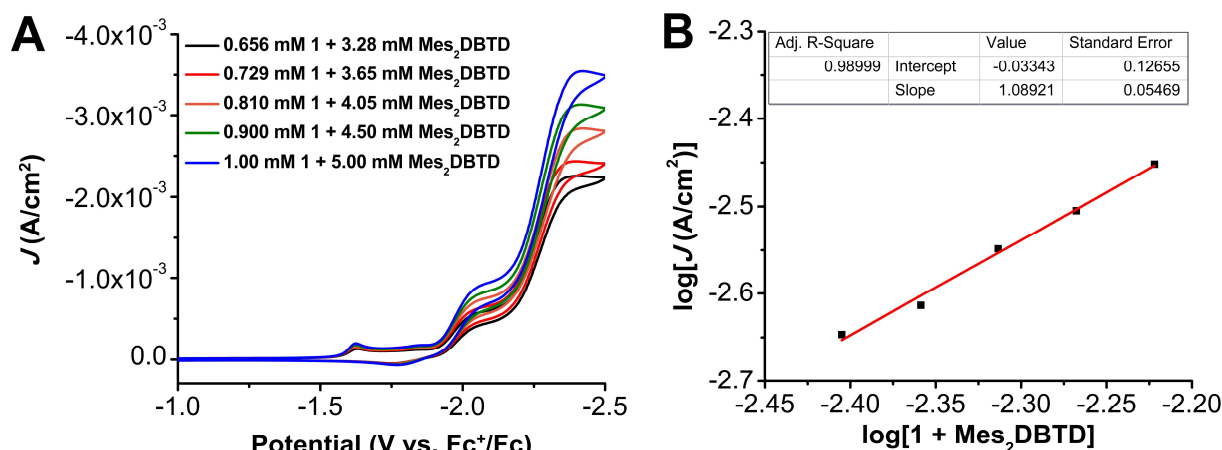 A
-4.0x10⁻³
-3.0x10⁻³
-2.0x10⁻³
-1.0x10⁻³
0.0
J (A/cm²)
0.656 mM 1 + 3.28 mM Mes₂DBTD
0.729 mM 1 + 3.65 mM Mes₂DBTD
0.810 mM 1 + 4.05 mM Mes₂DBTD
0.900 mM 1 + 4.50 mM Mes₂DBTD
1.00 mM 1 + 5.00 mM Mes₂DBTD
-1.0 -1.5 -2.0 -2.5
Potential (V vs. Fc⁺/Fc)
B
-2.3
-2.4
-2.5
-2.6
-2.7
log[J (A/cm²)]
Adj. R-Square Value Standard Error
0.98999 Intercept -0.03343 0.12655
Slope 1.08921 0.05469
-2.45 -2.40 -2.35 -2.30 -2.25 -2.20
log[1 + Mes₂DBTD]